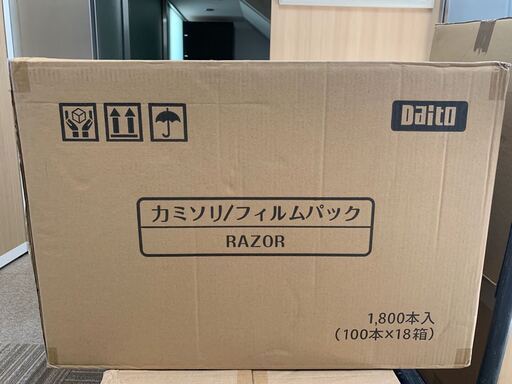 Daito
カミソリ/フィルムパック
RAZOR
1,800本入
(100本×18箱)